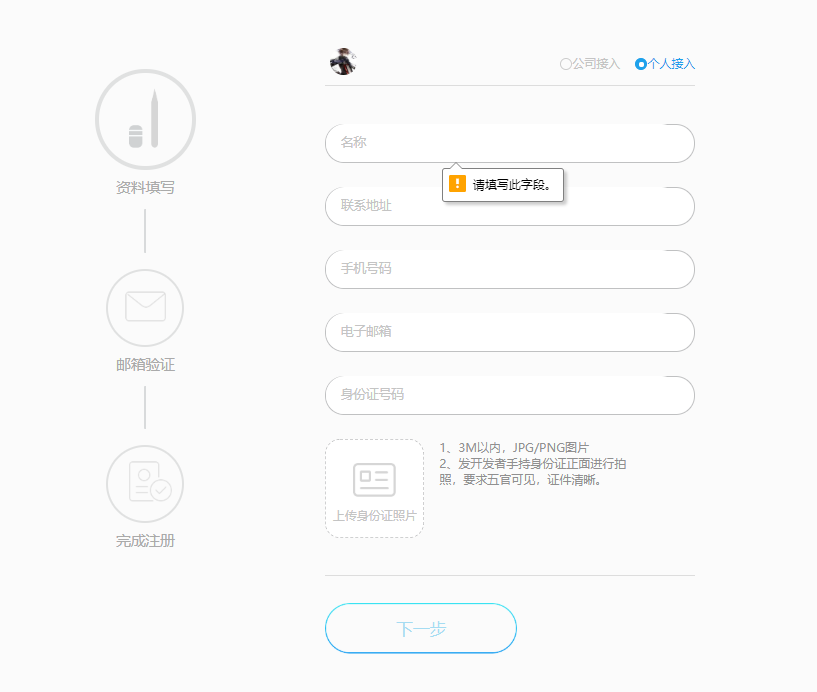 公司接入
个人接入
资料填写
邮箱验证
完成注册
名称
请填写此字段。
联系地址
手机号码
电子邮箱
身份证号码
上传身份证照片
1、3M以内，JPG/PNG图片
2、发开发者手持身份证正面进行拍
照，要求五官可见，证件清晰。
下一步